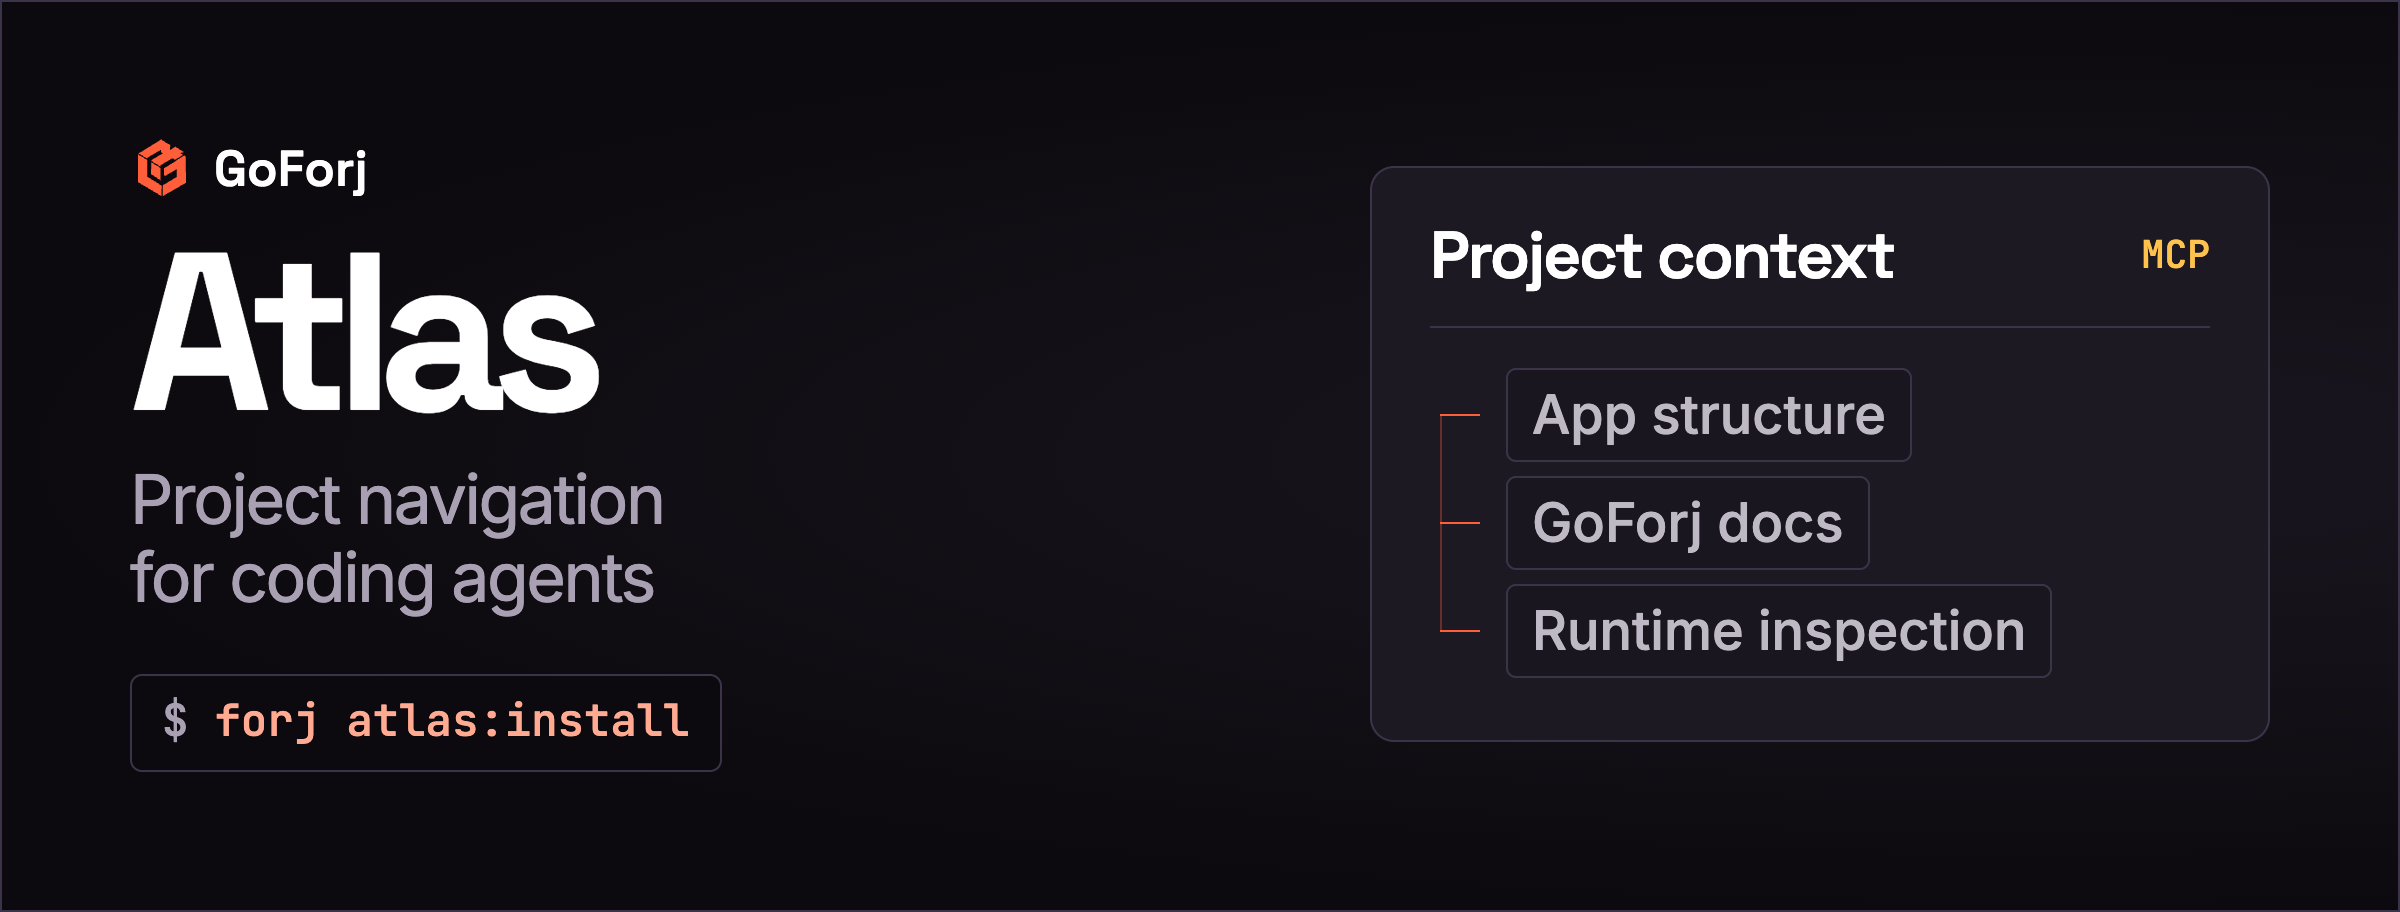 GoForj
Atlas
Project navigation
for coding agents
$ forj atlas:install
Project context
MCP
App structure
GoForj docs
Runtime inspection